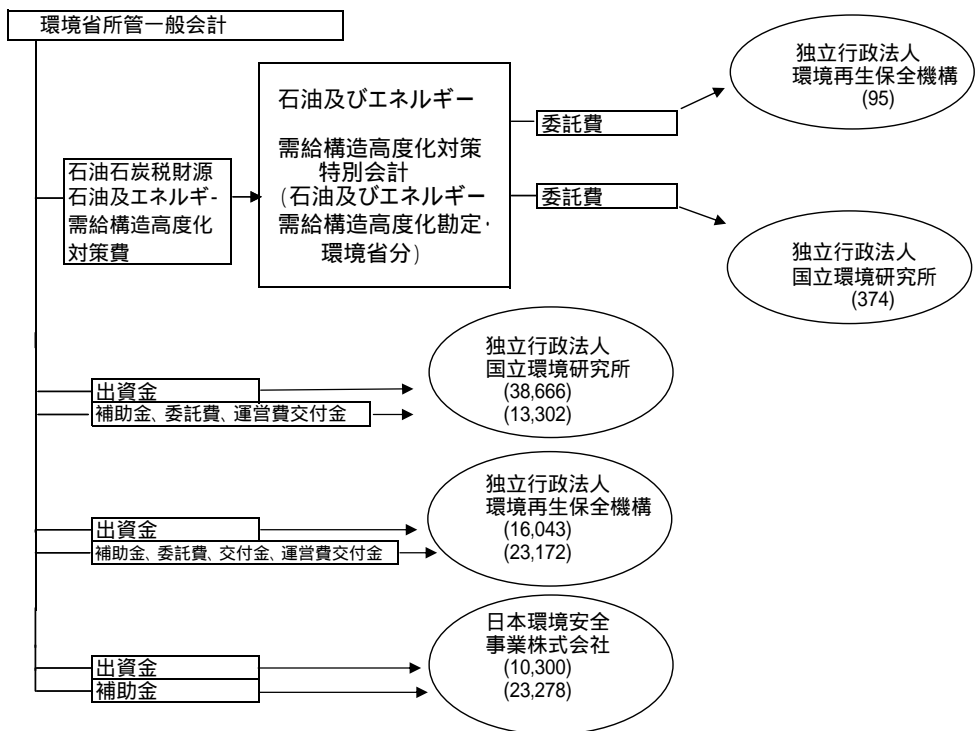 環境省所管一般会計
石油石炭税財源
石油及エネルギ-
需給構造高度化
対策費
石油及びエネルギー
需給構造高度化対策
特別会計
(石油及びエネルギー
需給構造高度化勘定・
環境省分)
委託費
独立行政法人
環境再生保全機構
(95)
委託費
独立行政法人
国立環境研究所
(374)
出資金
補助金、委託費、運営費交付金
独立行政法人
国立環境研究所
(38,666)
(13,302)
出資金
補助金、委託費、交付金、運営費交付金
独立行政法人
環境再生保全機構
(16,043)
(23,172)
出資金
補助金
日本環境安全
事業株式会社
(10,300)
(23,278)